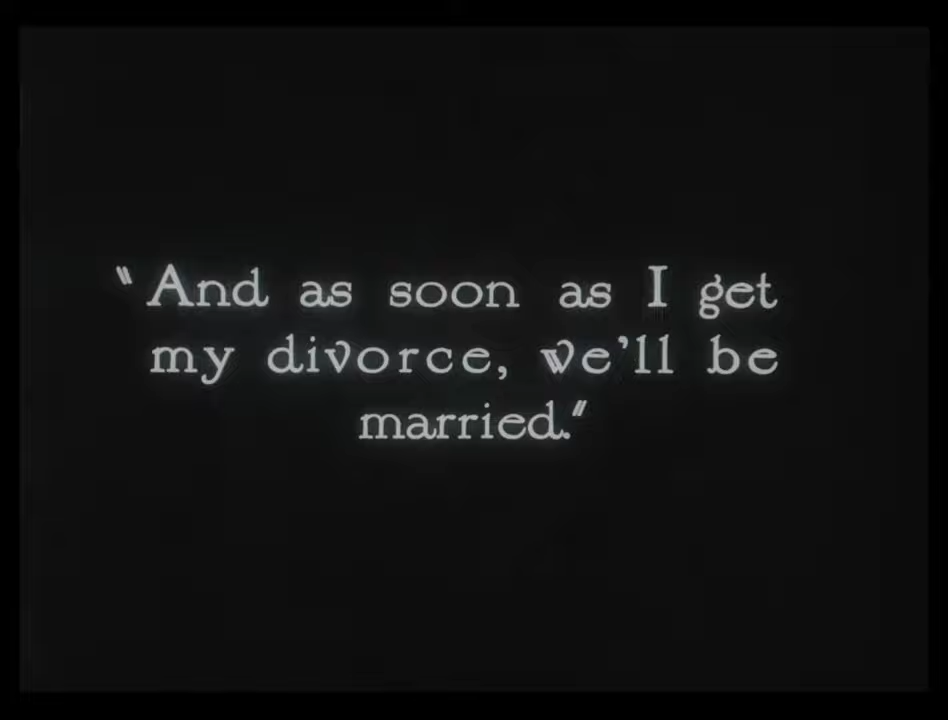 "And as soon as I get
my divorce, we'll be
married."